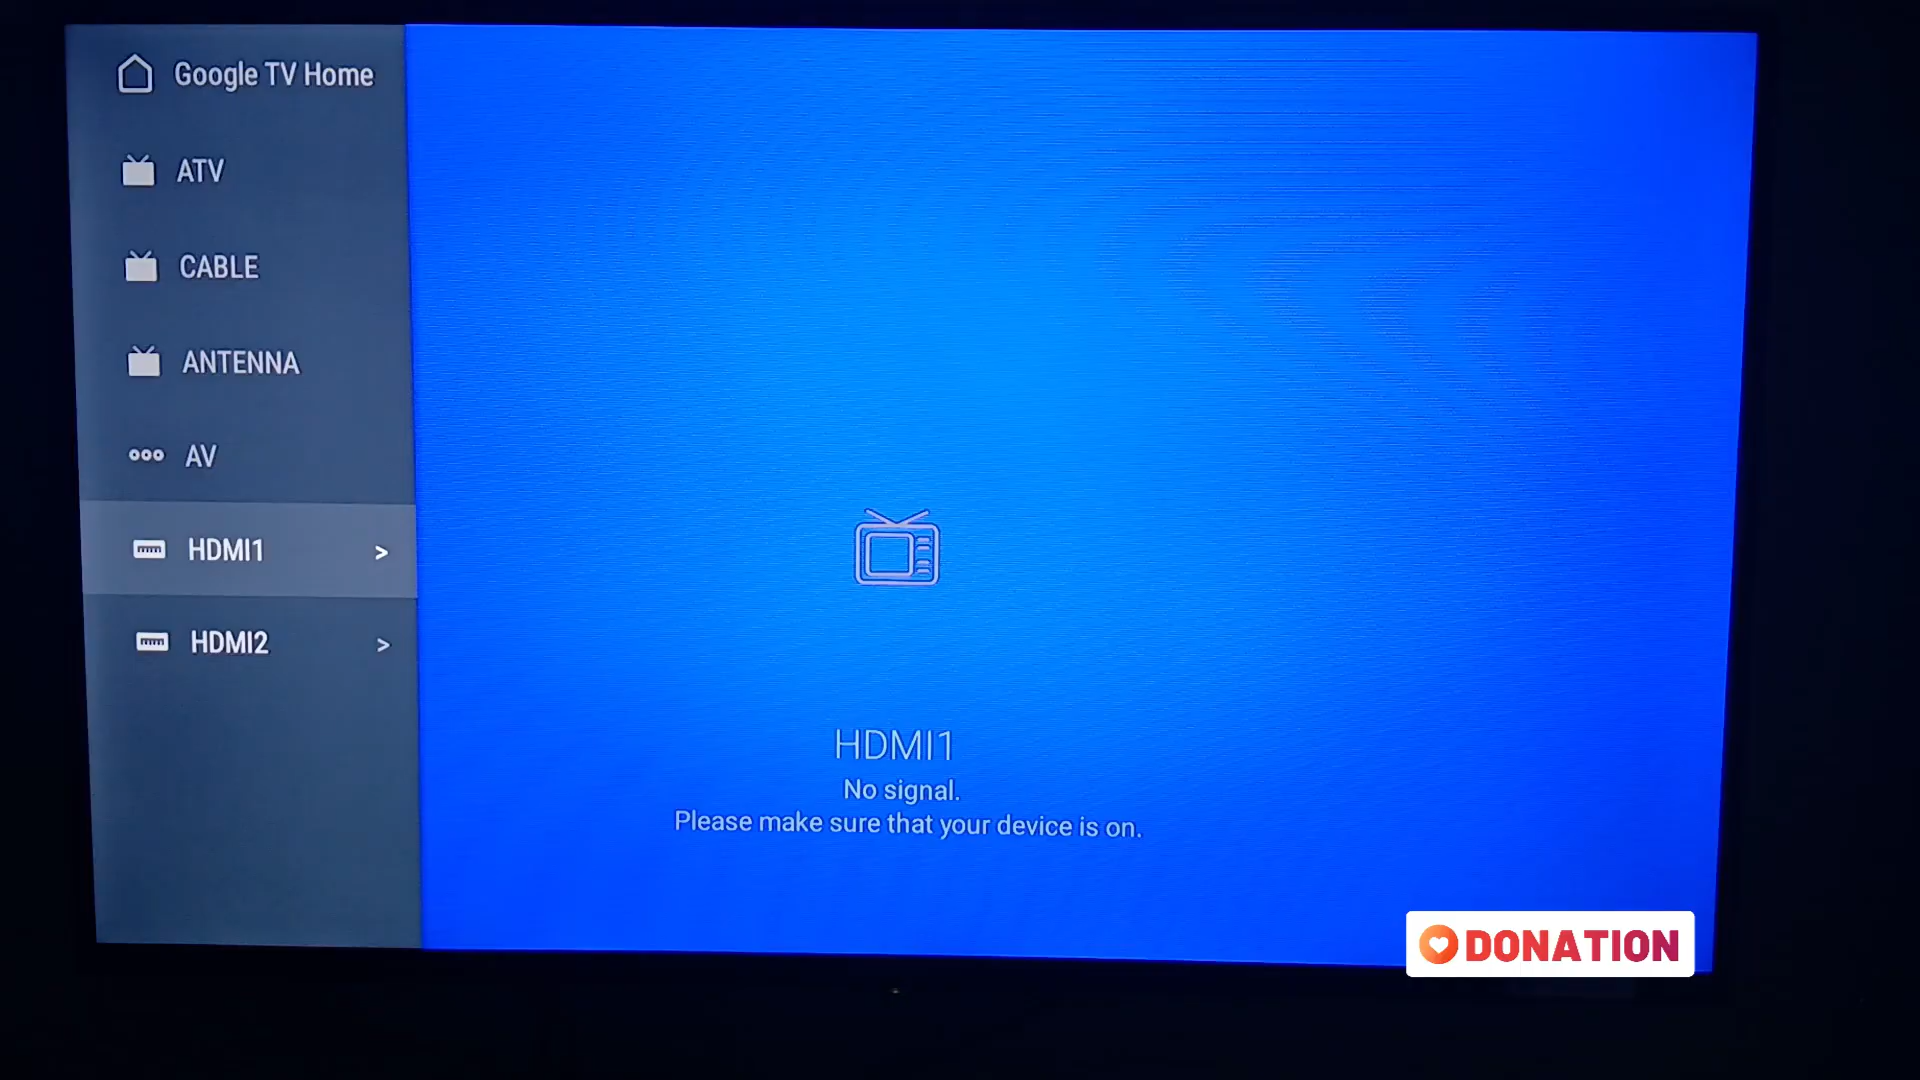 Google TV Home
ATV
CABLE
ANTENNA
AV
HDMI1 >
HDMI2 >
HDMI1
No signal.
Please make sure that your device is on.
DONATION